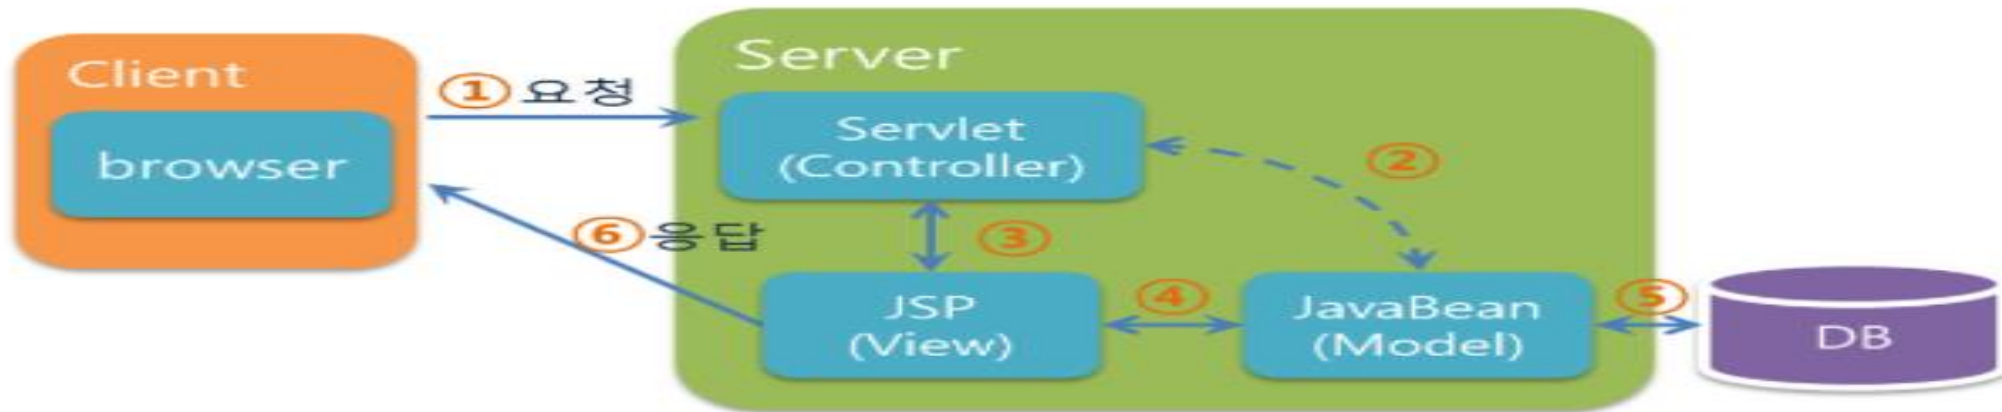 Client
browser
① 요청
Server
Servlet
(Controller)
②
⑥ 응답
③
JSP
(View)
④
JavaBean
(Model)
⑤
DB